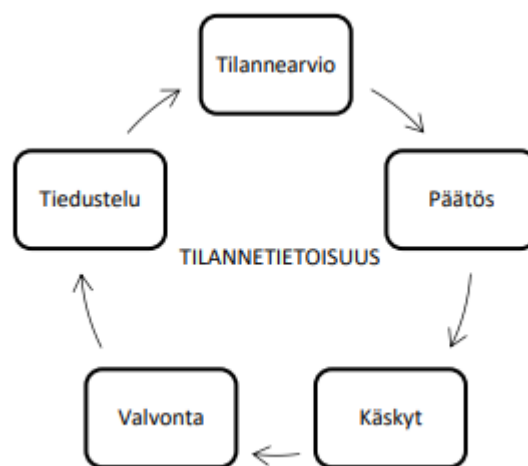 Tilannearvio
Tiedustelu
Päätös
TILANNETIETOISUUS
Valvonta
Käskyt